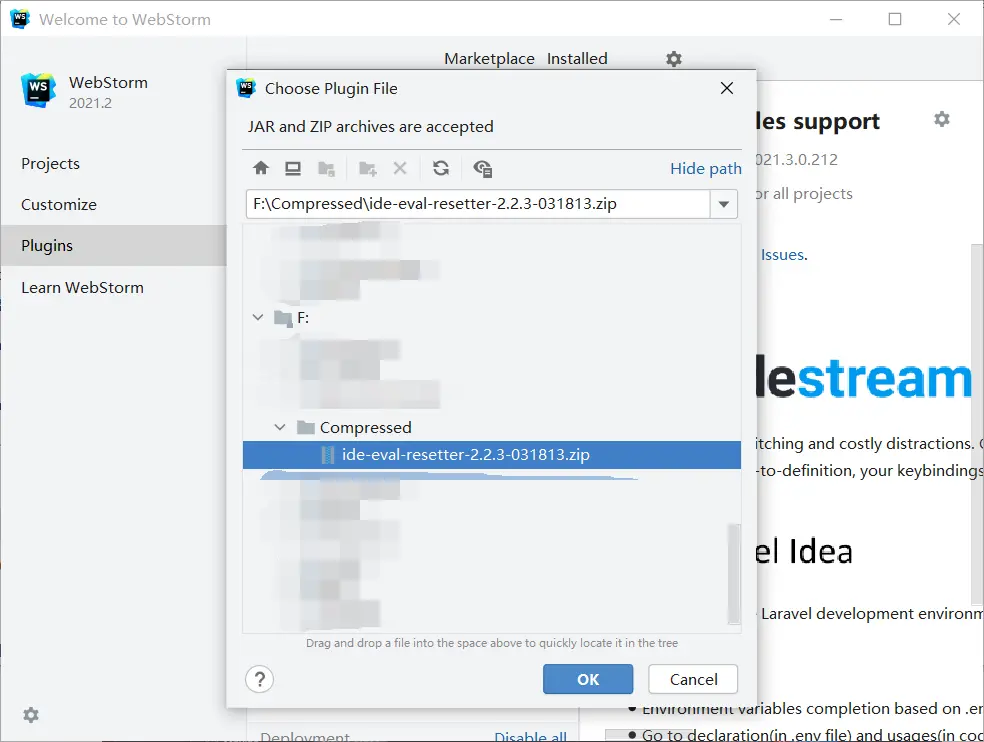 Welcome to WebStorm
WS
WebStorm
2021.2
Projects
Customize
Plugins
Learn WebStorm
Marketplace Installed
Choose Plugin File
JAR and ZIP archives are accepted
Hide path
F:\Compressed\ide-eval-resetter-2.2.3-031813.zip
F:
Compressed
ide-eval-resetter-2.2.3-031813.zip
Drag and drop a file into the space above to quickly locate it in the tree
?
OK
Cancel
les support
021.3.0.212
or all projects
Issues.
destream
itching and costly distractions.
-to-definition, your keybindings
el Idea
Laravel development environm
• Environment variables completion based on .en
• Go to declaration(in .env file) and usages(in cod
Deployment
Disable all